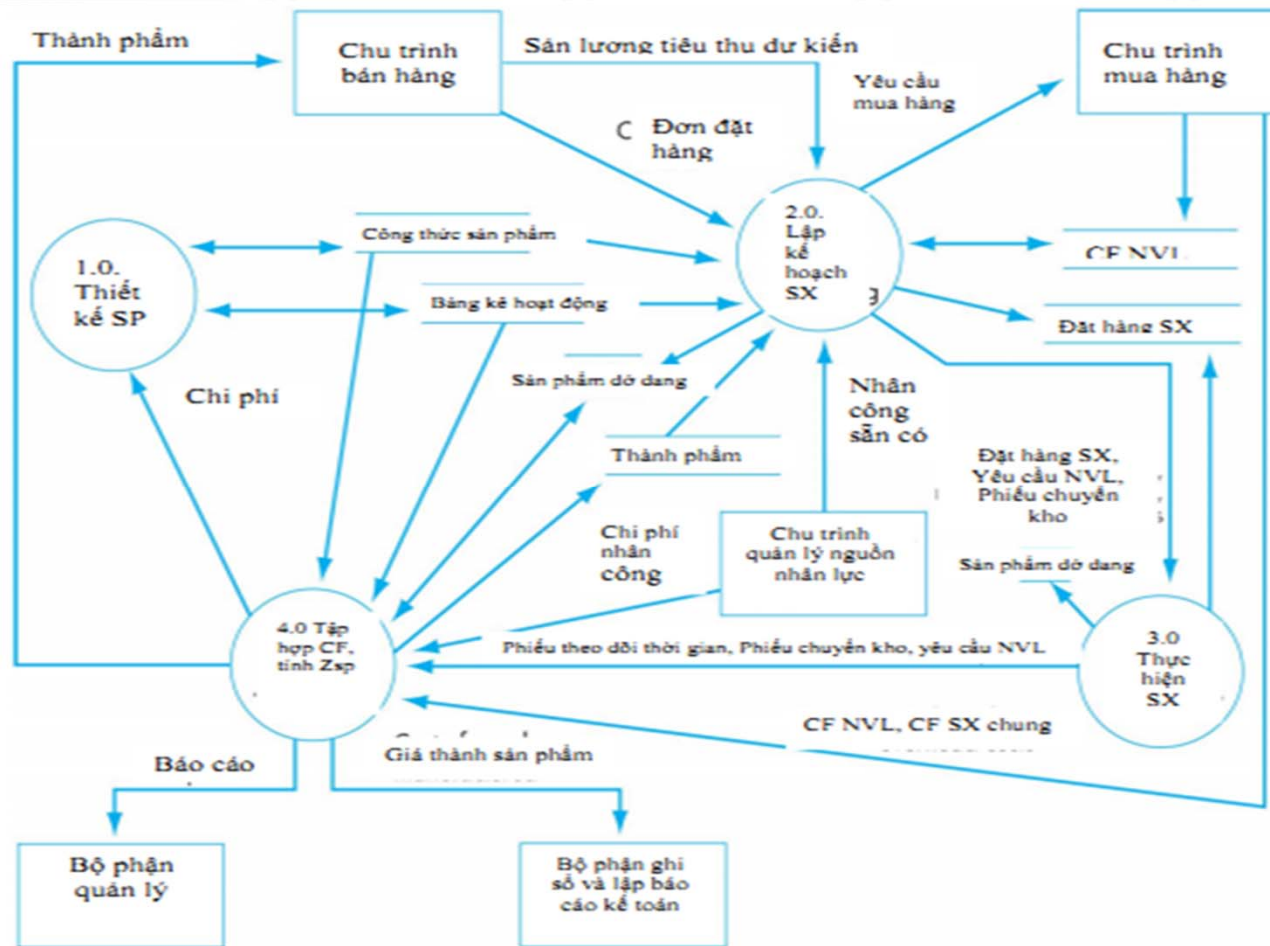 Thành phẩm
Chu trình
bán hàng
Sản lượng tiêu thụ dự kiến
Yêu cầu
mua hàng
Chu trình
mua hàng
C Đơn đặt
hàng
2.0.
Lập
kế
hoạch
SX
g
1.0.
Thiết
kế SP
Công thức sản phẩm
CF NVL
Bảng kê hoạt động
Đặt hàng SX
Chi phí
Sản phẩm dở dang
Nhân
công
sẵn có
Thành phẩm
Đặt hàng SX,
Yêu cầu NVL,
Phiếu chuyển
kho
Chi phí
nhân
công
Chu trình
quản lý nguồn
nhân lực
Sản phẩm dở dang
4.0 Tập
hợp CF,
tính Zsp
Phiếu theo dõi thời gian, Phiếu chuyển kho, yêu cầu NVL
3.0
Thực
hiện
SX
CF NVL, CF SX chung
Báo cáo
Giá thành sản phẩm
Bộ phận
quản lý
Bộ phận ghi
sổ và lập báo
cáo kế toán